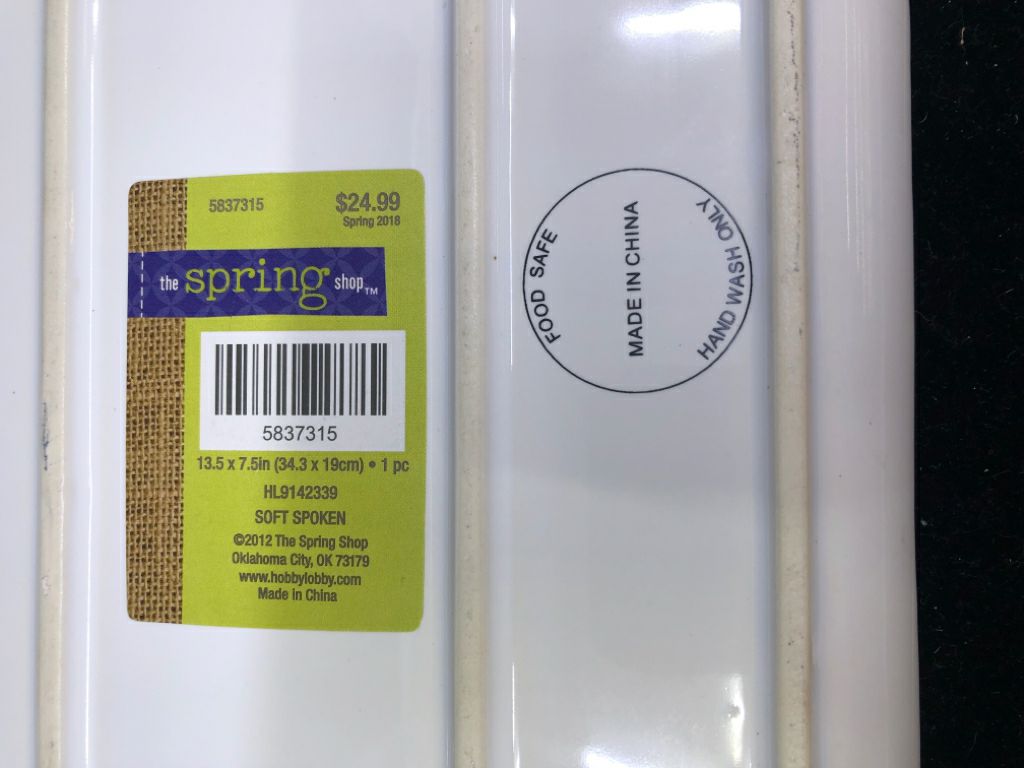 5837315 $24.99
Spring 2018
the spring shop™
5837315
13.5 x 7.5in (34.3 x 19cm) • 1 pc
HL9142339
SOFT SPOKEN
©2012 The Spring Shop
Oklahoma City, OK 73179
www.hobbylobby.com
Made in China
FOOD SAFE
MADE IN CHINA
HAND WASH ONLY